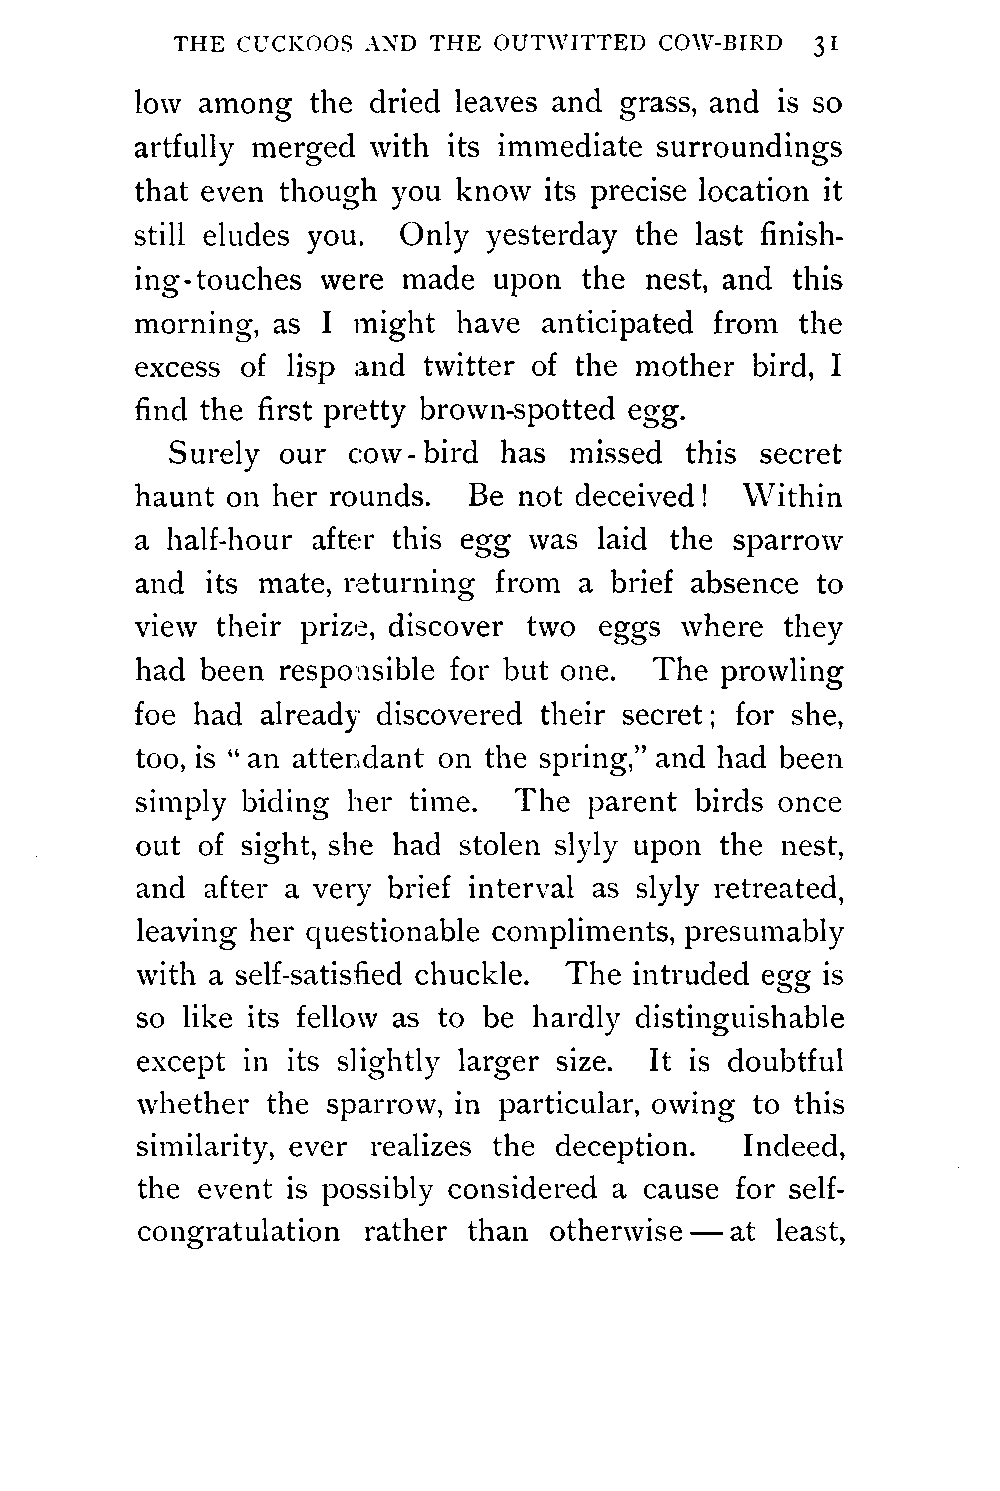 THE CUCKOOS AND THE OUTWITTED COW-BIRD 31
low among the dried leaves and grass, and is so
artfully merged with its immediate surroundings
that even though you know its precise location it
still eludes you. Only yesterday the last finish-
ing-touches were made upon the nest, and this
morning, as I might have anticipated from the
excess of lisp and twitter of the mother bird, I
find the first pretty brown-spotted egg.
Surely our cow-bird has missed this secret
haunt on her rounds. Be not deceived! Within
a half-hour after this egg was laid the sparrow
and its mate, returning from a brief absence to
view their prize, discover two eggs where they
had been responsible for but one. The prowling
foe had already discovered their secret; for she,
too, is "an attendant on the spring," and had been
simply biding her time. The parent birds once
out of sight, she had stolen slyly upon the nest,
and after a very brief interval as slyly retreated,
leaving her questionable compliments, presumably
with a self-satisfied chuckle. The intruded egg is
so like its fellow as to be hardly distinguishable
except in its slightly larger size. It is doubtful
whether the sparrow, in particular, owing to this
similarity, ever realizes the deception. Indeed,
the event is possibly considered a cause for self-
congratulation rather than otherwise — at least,